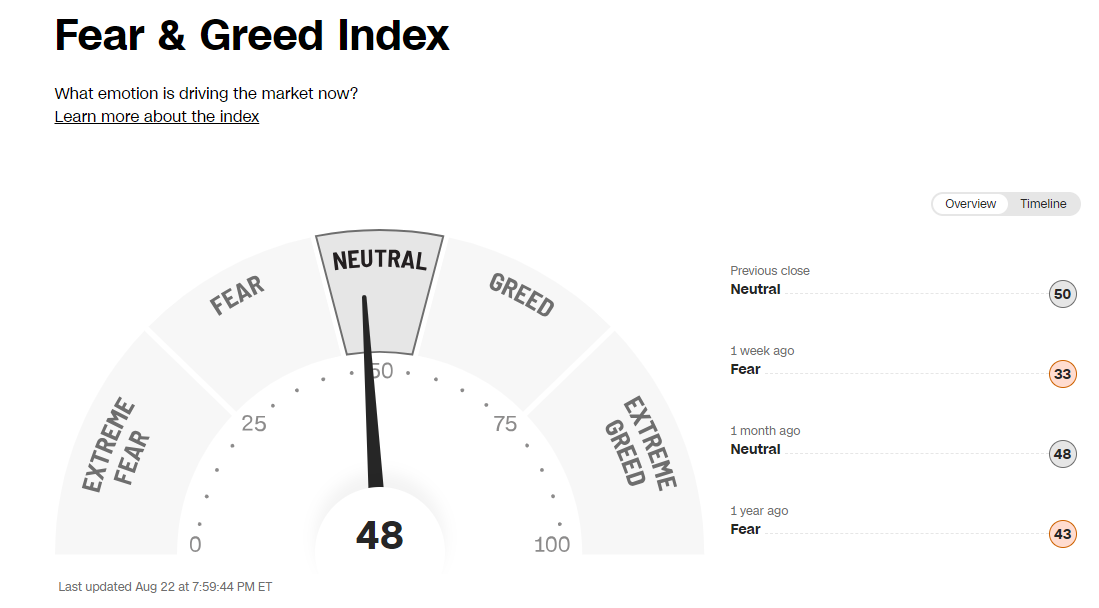 Fear & Greed Index
What emotion is driving the market now?
Learn more about the index
Overview
Timeline
EXTREME
FEAR
FEAR
NEUTRAL
GREED
EXTREME
GREED
0
25
50
75
100
48
Previous close
Neutral
50
1 week ago
Fear
33
1 month ago
Neutral
48
1 year ago
Fear
43
Last updated Aug 22 at 7:59:44 PM ET